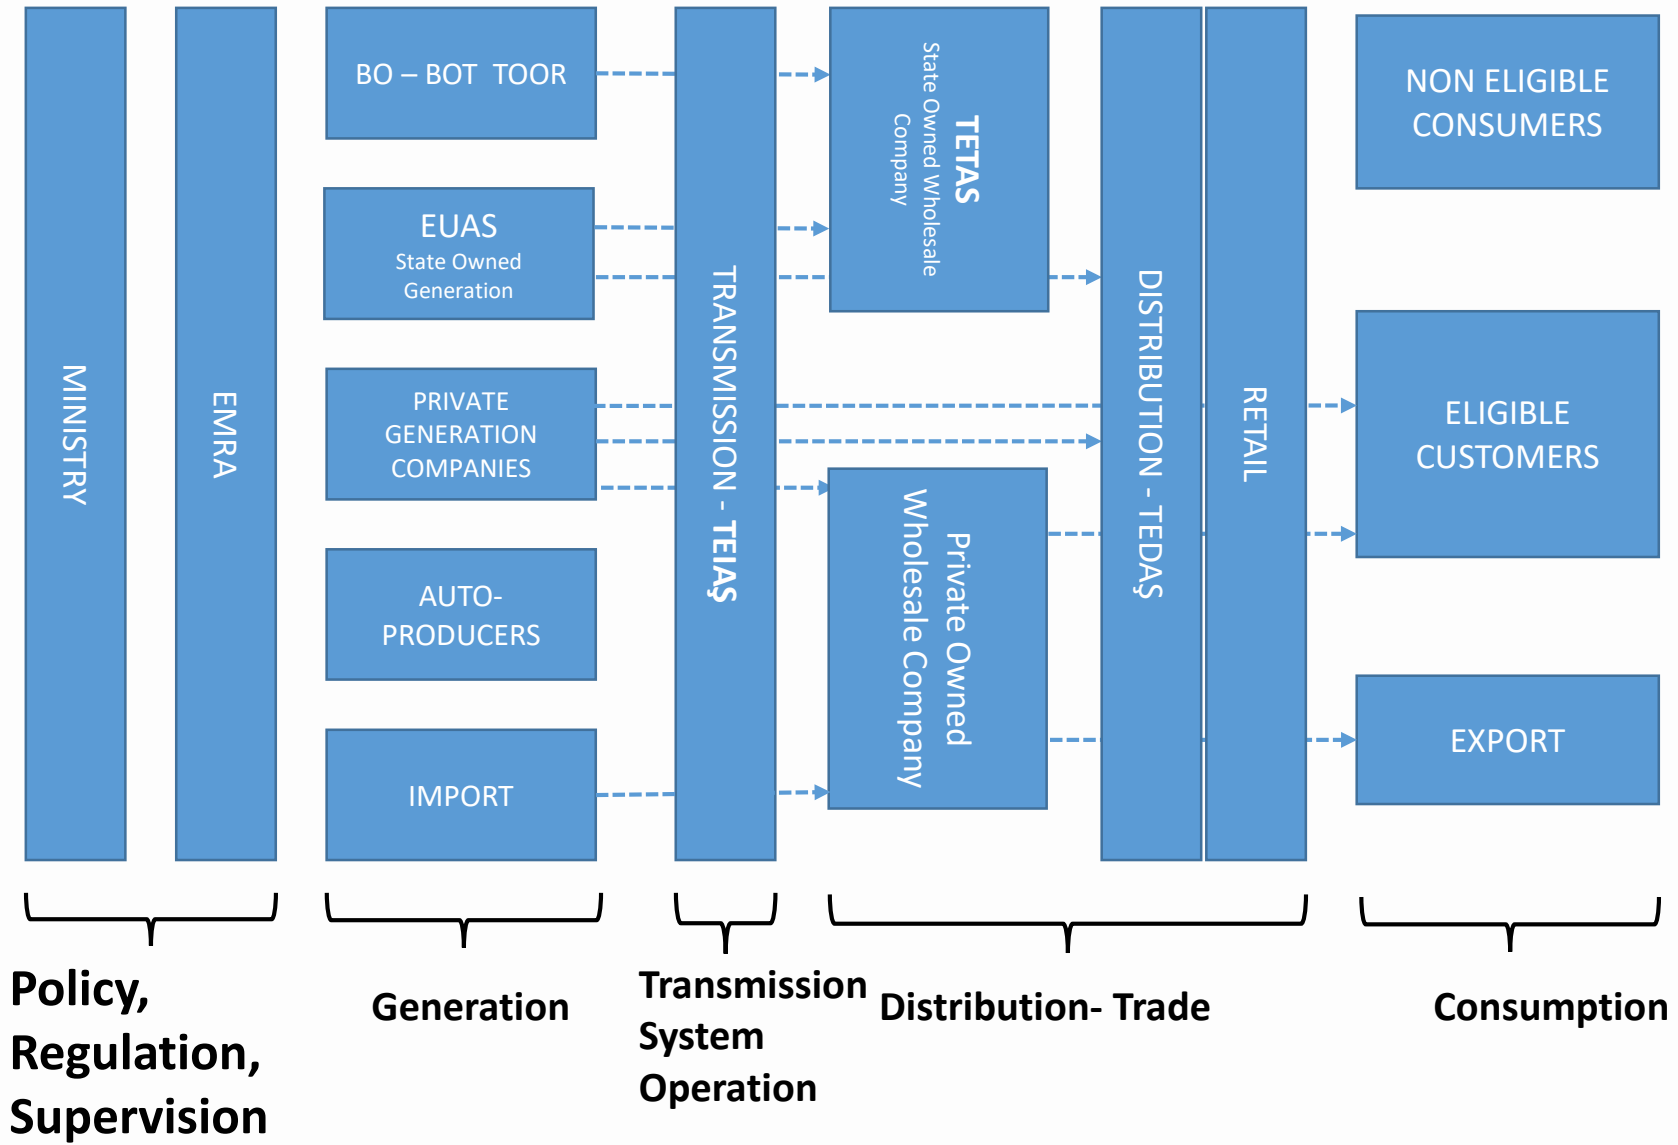 MINISTRY
EMRA
BO – BOT TOOR
EUAS
State Owned
Generation
PRIVATE
GENERATION
COMPANIES
AUTO-
PRODUCERS
IMPORT
TRANSMISSION - TEIAŞ
TETAS
State Owned Wholesale
Company
Private Owned
Wholesale Company
DISTRIBUTION - TEDAŞ
RETAIL
NON ELIGIBLE
CONSUMERS
ELIGIBLE
CUSTOMERS
EXPORT
Policy,
Regulation,
Supervision
Generation
Transmission
System
Operation
Distribution- Trade
Consumption